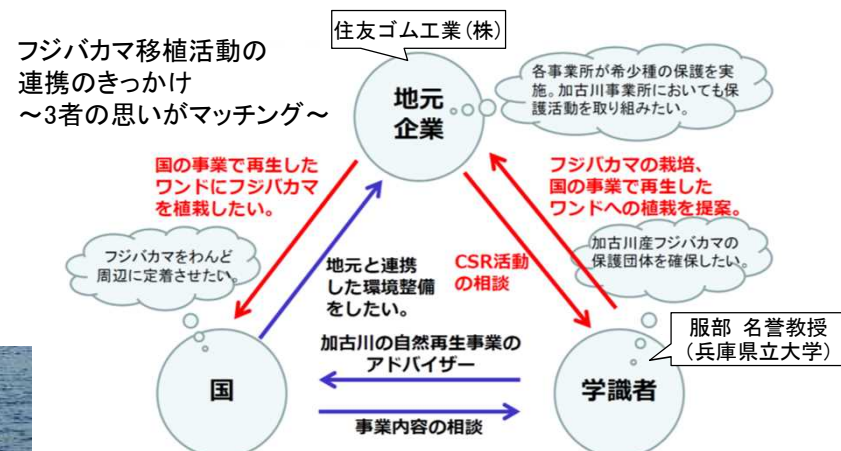 フジバカマ移植活動の
連携のきっかけ
～3者の思いがマッチング～
住友ゴム工業(株)
地元
企業
各事業所が希少種の保護を実
施。加古川事業所においても保
護活動を取り組みたい。
国の事業で再生した
ワンドにフジバカマ
を植栽したい。
フジバカマの栽培、
国の事業で再生した
ワンドへの植栽を提案。
フジバカマをわんど
周辺に定着させたい。
地元と連携
した環境整備
をしたい。
CSR活動
の相談
加古川産フジバカマの
保護団体を確保したい。
服部 名誉教授
(兵庫県立大学)
加古川の自然再生事業の
アドバイザー
国
学識者
事業内容の相談